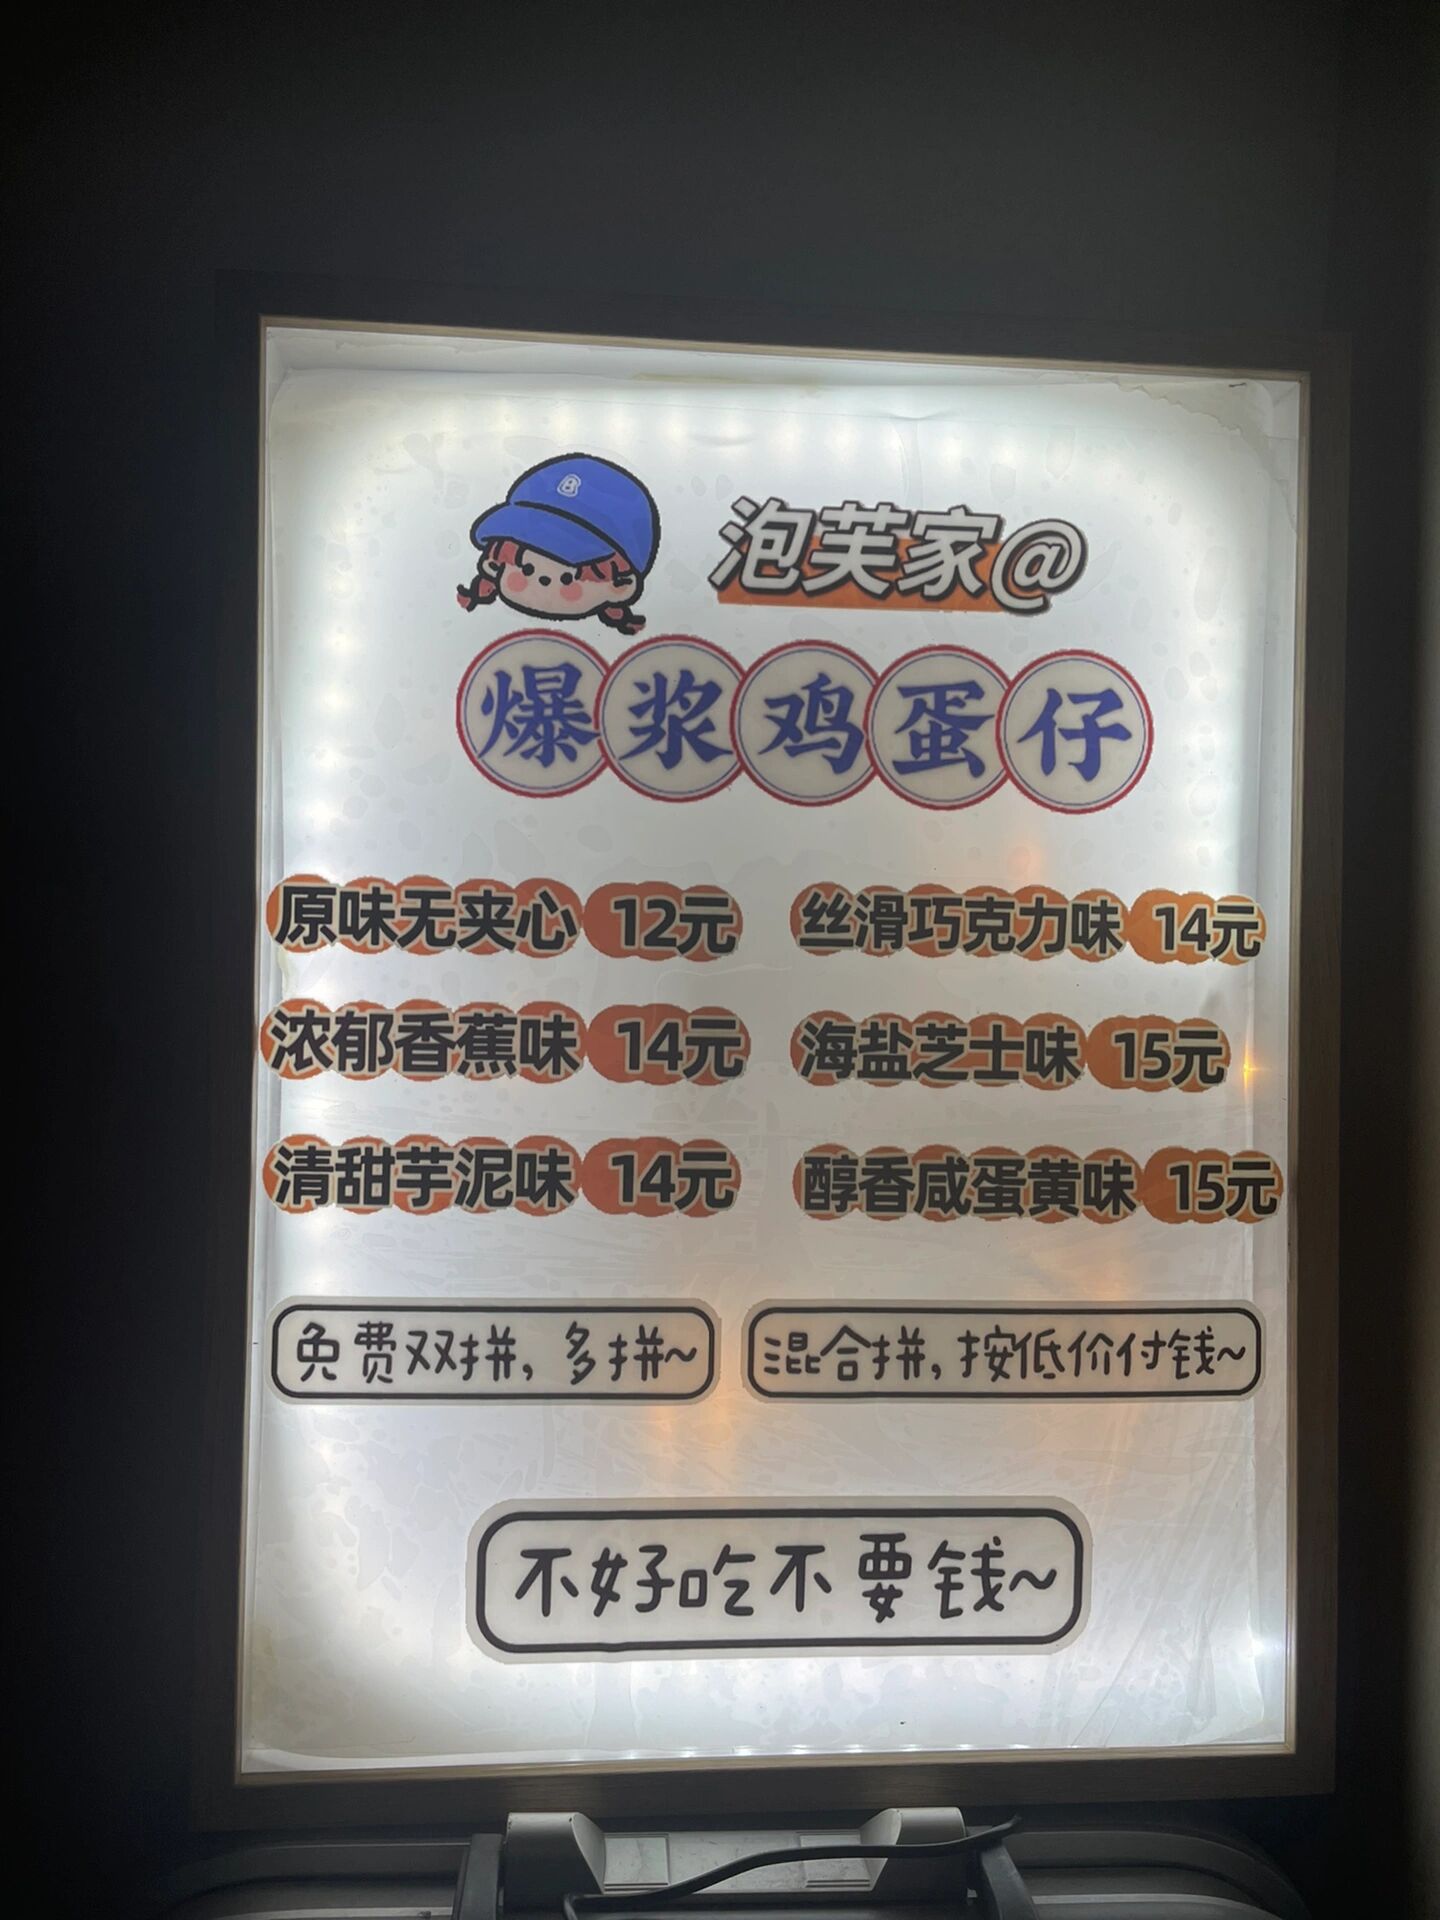 B
泡芙家@
爆浆鸡蛋仔
原味无夹心 12元
丝滑巧克力味 14元
浓郁香蕉味 14元
海盐芝士味 15元
清甜芋泥味 14元
醇香咸蛋黄味 15元
免费双拼，多拼~
混合拼，按低价付钱~
不好吃不要钱~